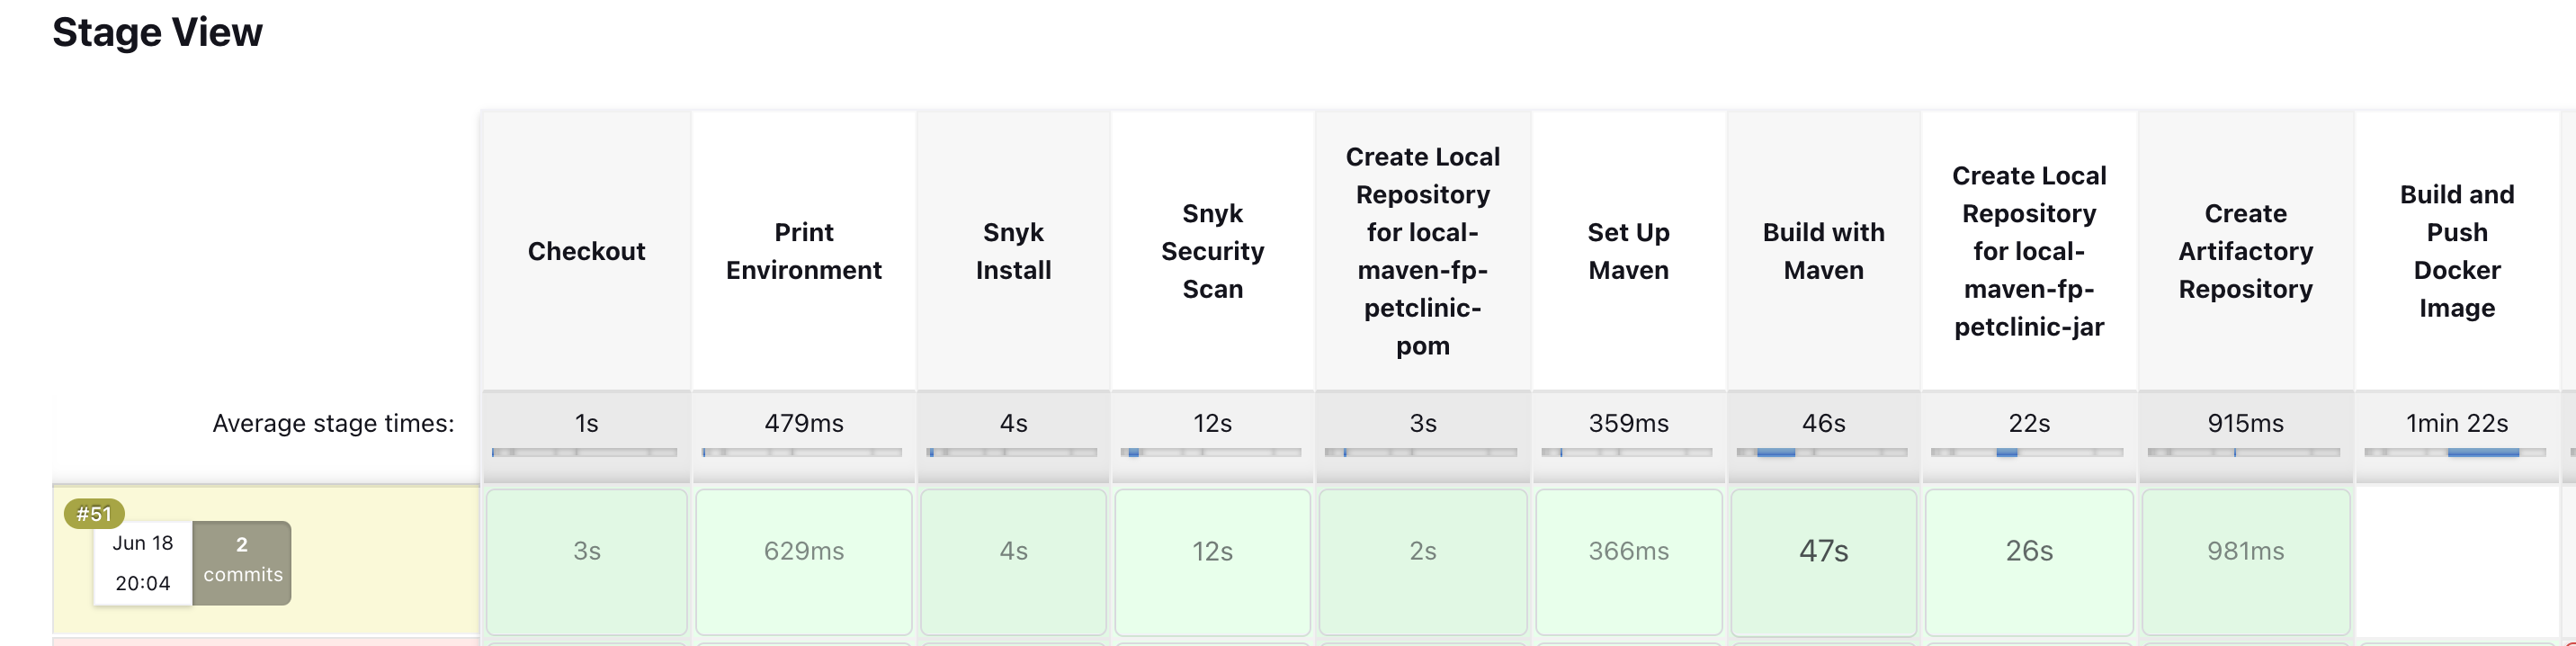 Stage View
Checkout
Print
Environment
Snyk
Install
Snyk
Security
Scan
Create Local
Repository
for local-
maven-fp-
petclinic-
pom
Set Up
Maven
Build with
Maven
Create Local
Repository
for local-
maven-fp-
petclinic-jar
Create
Artifactory
Repository
Build and
Push
Docker
Image
Average stage times:
1s
479ms
4s
12s
3s
359ms
46s
22s
915ms
1min 22s
#51
Jun 18
20:04
2
commits
3s
629ms
4s
12s
2s
366ms
47s
26s
981ms